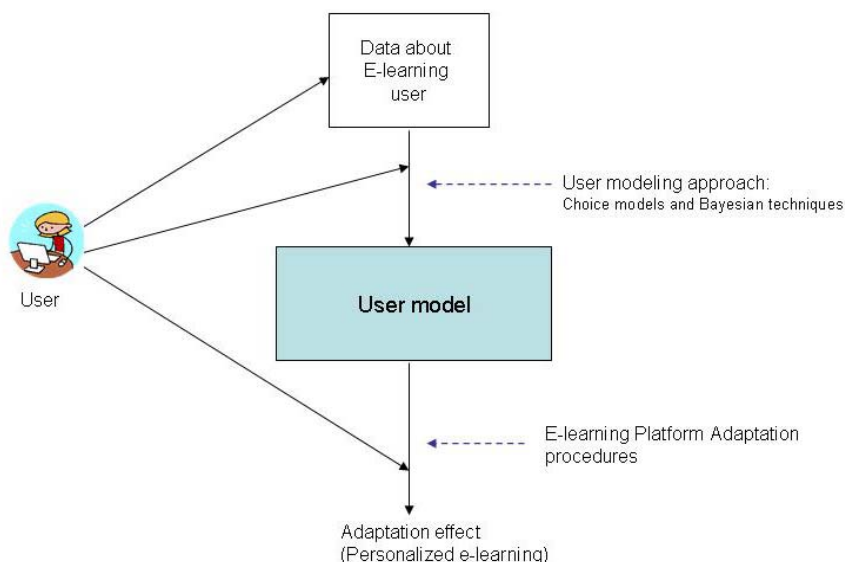 Data about
E-learning
user
User modeling approach:
Choice models and Bayesian techniques
User
User model
E-learning Platform Adaptation
procedures
Adaptation effect
(Personalized e-learning)